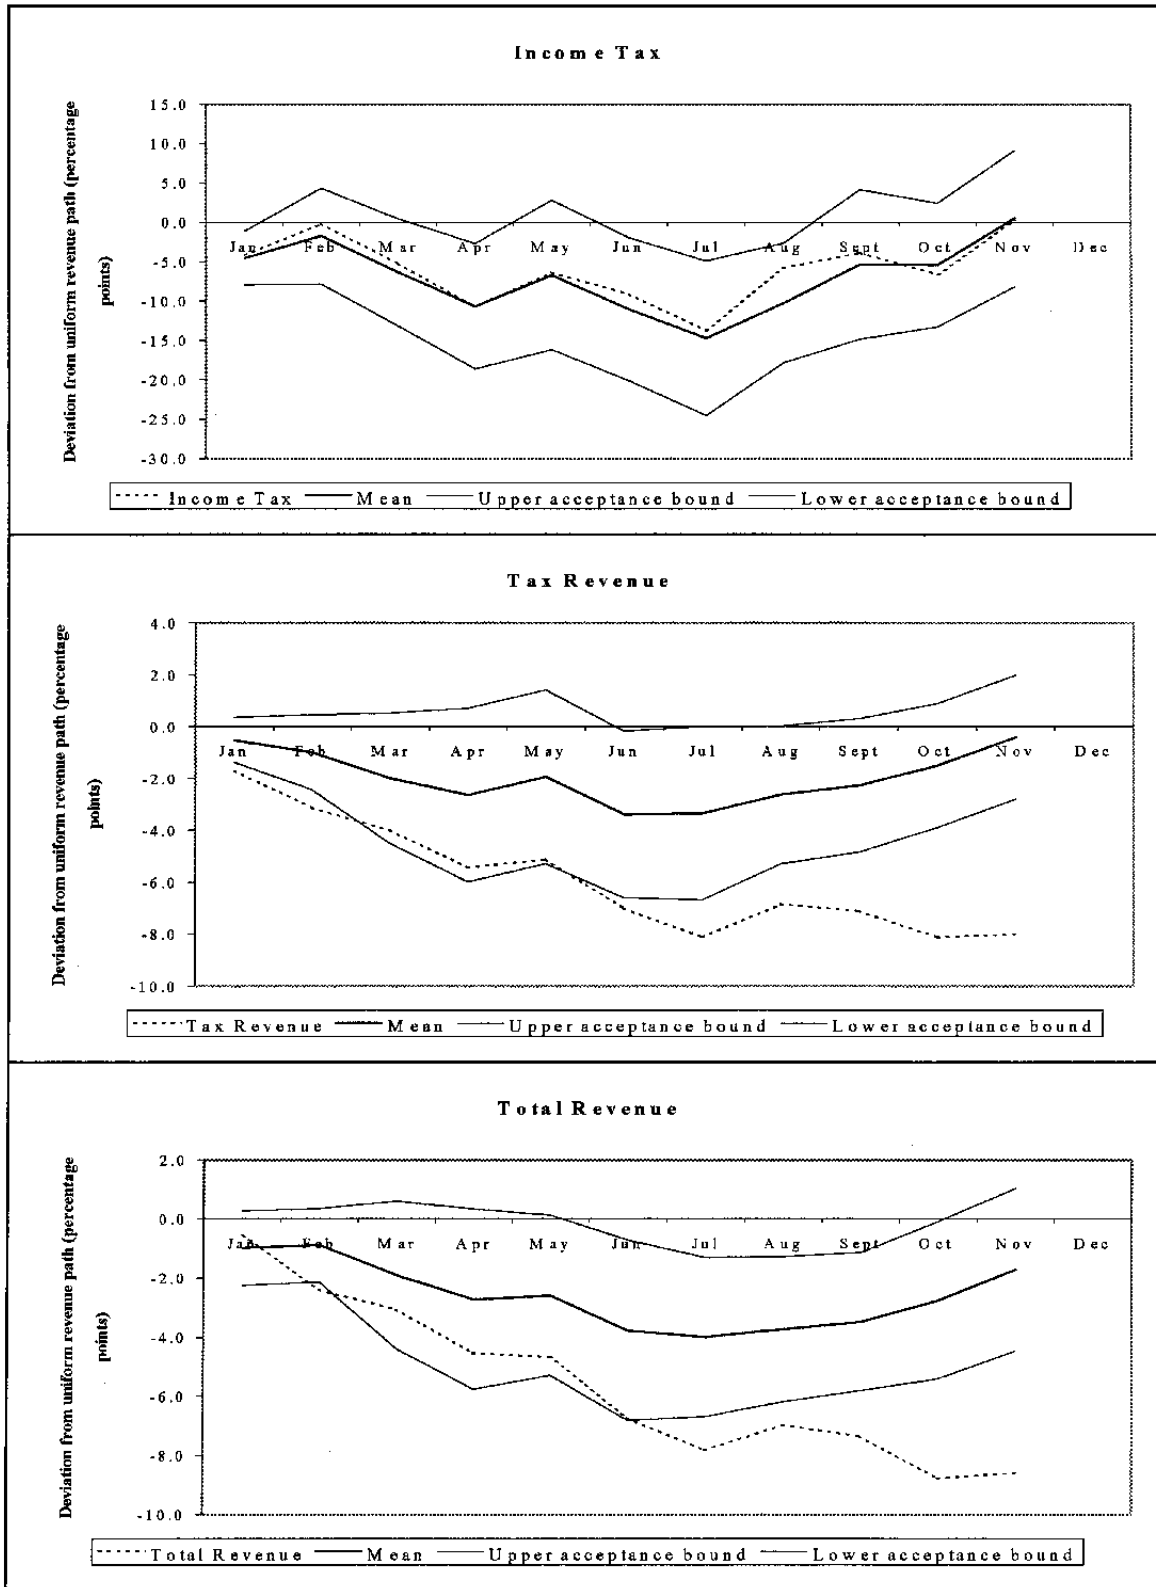 Income Tax
Deviation from uniform revenue path (percentage
points)
15.0
10.0
5.0
0.0
-5.0
-10.0
-15.0
-20.0
-25.0
-30.0
Jan Feb Mar Apr May Jun Jul Aug Sept Oct Nov Dec
Income Tax Mean Upper acceptance bound Lower acceptance bound
Tax Revenue
Deviation from uniform revenue path (percentage
points)
4.0
2.0
0.0
-2.0
-4.0
-6.0
-8.0
-10.0
Jan Feb Mar Apr May Jun Jul Aug Sept Oct Nov Dec
Tax Revenue Mean Upper acceptance bound Lower acceptance bound
Total Revenue
Deviation from uniform revenue path (percentage
points)
2.0
0.0
-2.0
-4.0
-6.0
-8.0
-10.0
Jan Feb Mar Apr May Jun Jul Aug Sept Oct Nov Dec
Total Revenue Mean Upper acceptance bound Lower acceptance bound